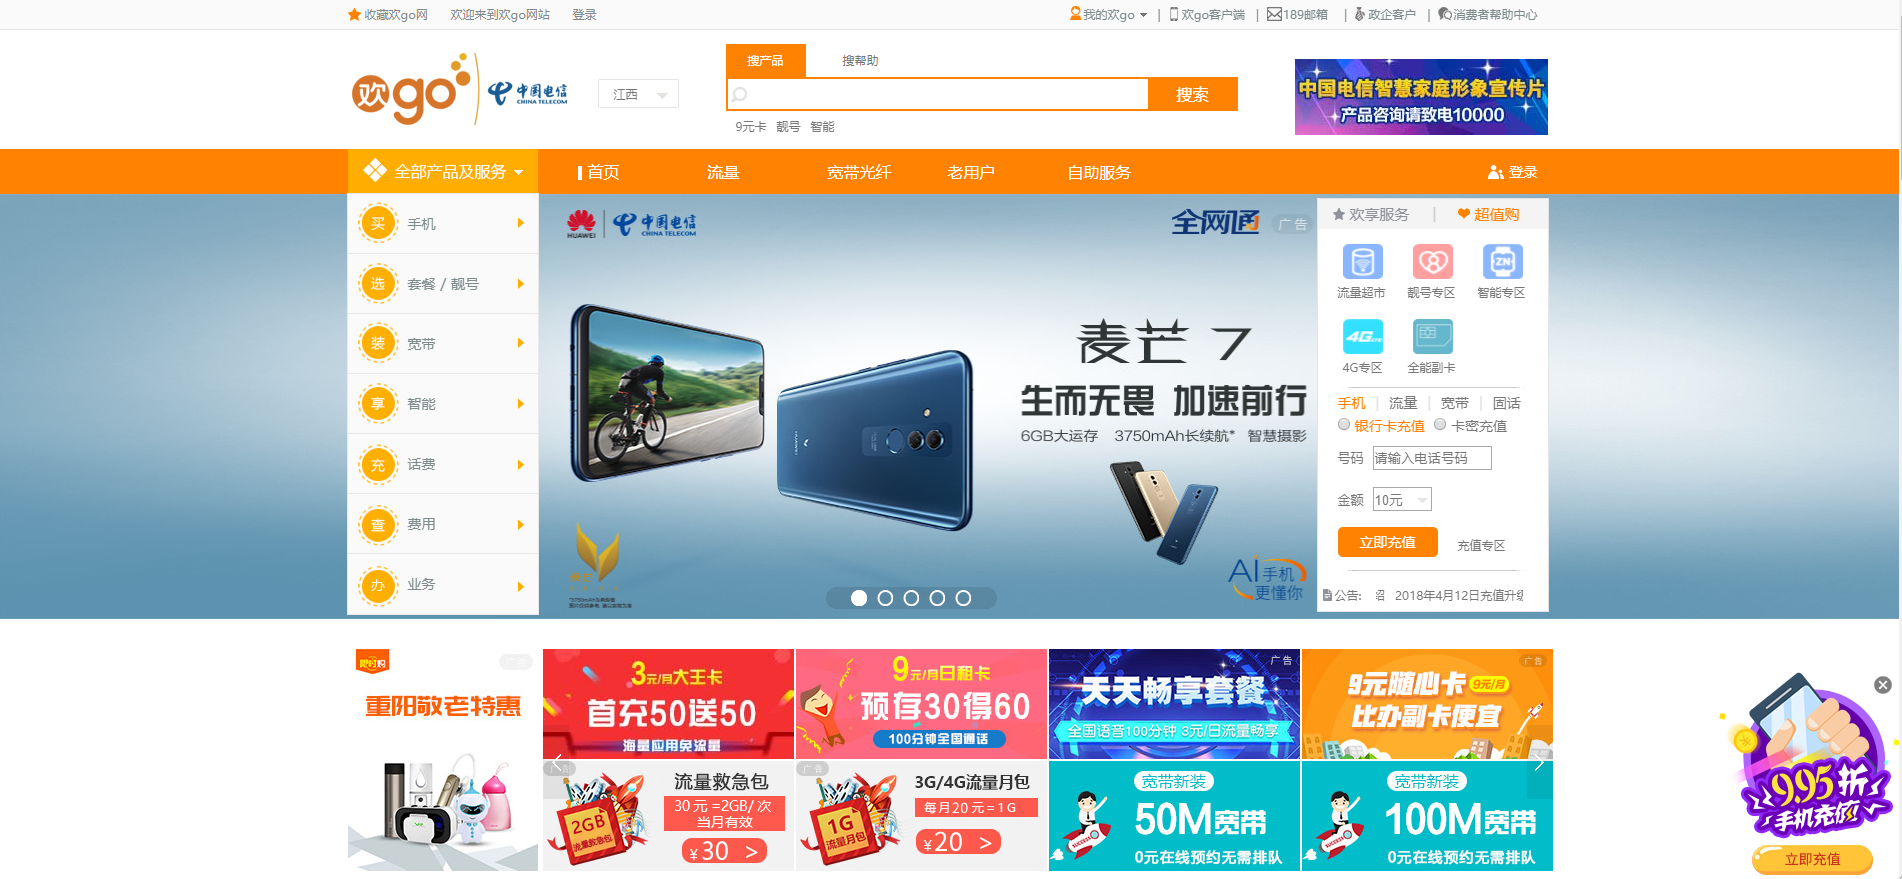 收藏欢go网 欢迎来到欢go网站 登录
我的欢go | 欢go客户端 | 189邮箱 | 政企客户 | 消费者帮助中心
欢go 中国电信 CHINA TELECOM
江西
搜产品 搜帮助
搜索
9元卡 靓号 智能
中国电信智慧家庭形象宣传片
产品咨询请致电10000
全部产品及服务 首页 流量 宽带光纤 老用户 自助服务 登录
买 手机
选 套餐 / 靓号
装 宽带
享 智能
充 话费
查 费用
办 业务
HUAWEI 中国电信 CHINA TELECOM
全网通 广告
麦芒 7
生而无畏 加速前行
6GB大运存 3750mAh长续航* 智慧摄影
AI手机
更懂你
欢享服务 | 超值购
流量超市 靓号专区 智能专区
4G专区 全能副卡
手机 | 流量 | 宽带 | 固话
银行卡充值 卡密充值
号码 请输入电话号码
金额 10元
立即充值 充值专区
公告: 2018年4月12日充值升级
限时购
重阳敬老特惠
3元/月大王卡
首充50送50
海量应用免流量
9元/月日租卡
预存30得60
100分钟全国通话
广告
天天畅享套餐
全国语音100分钟 3元/日流量畅享
广告
9元随心卡 9元/月
比办副卡便宜
2GB
流量救急包
流量救急包
30元=2GB/次
当月有效
¥30 >
广告
1G
流量月包
3G/4G流量月包
每月20元=1G
¥20 >
宽带新装
50M宽带
0元在线预约无需排队
宽带新装
100M宽带
0元在线预约无需排队
9.95折
手机充值
立即充值